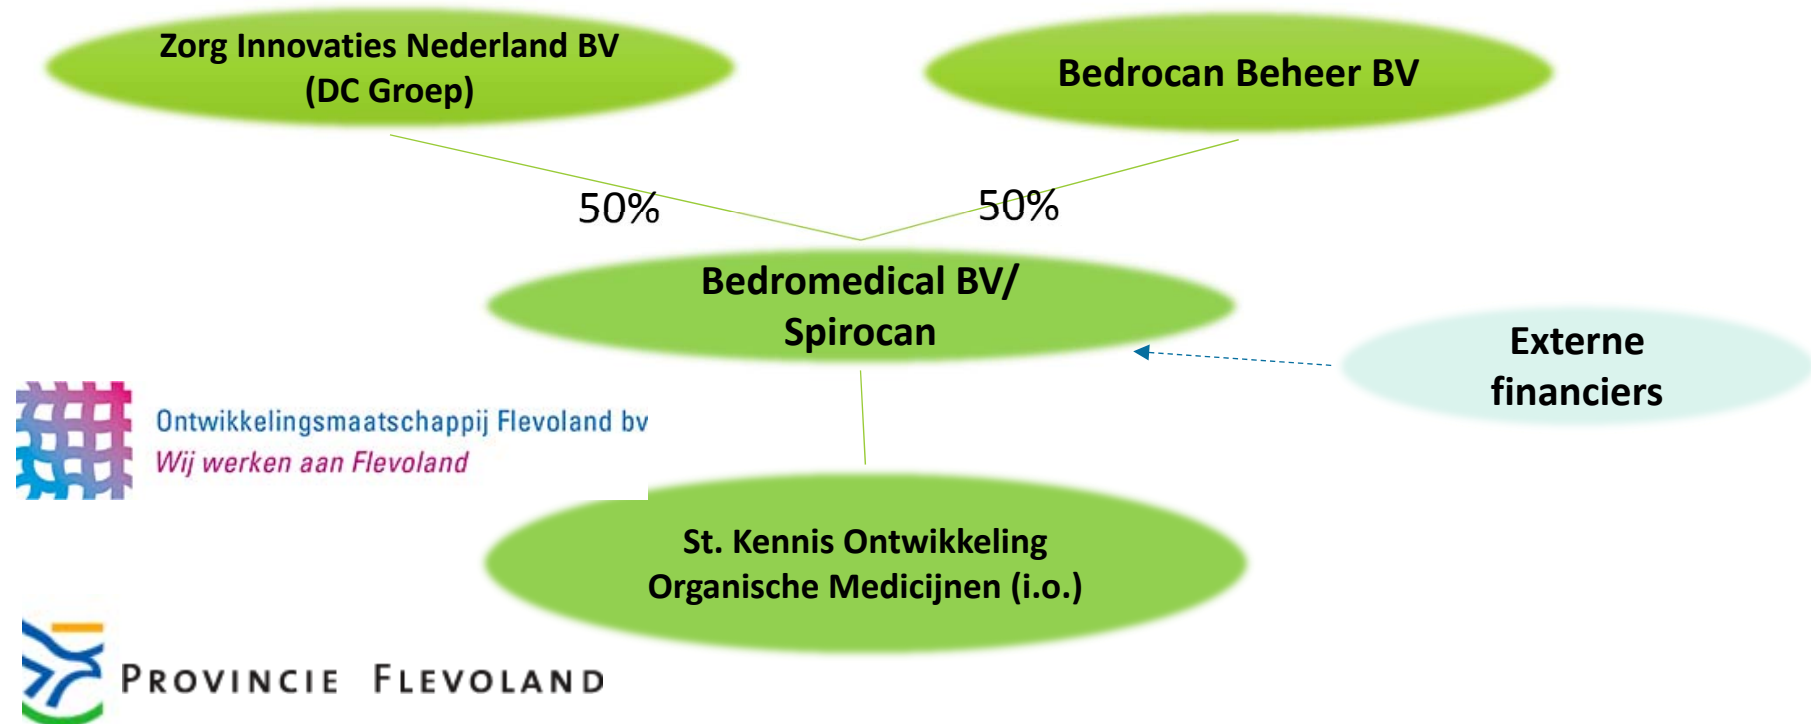 Zorg Innovaties Nederland BV
(DC Groep)
Bedrocan Beheer BV
50%
50%
Bedromedical BV/
Spirocan
Externe
financiers
Ontwikkelingsmaatschappij Flevoland bv
Wij werken aan Flevoland
St. Kennis Ontwikkeling
Organische Medicijnen (i.o.)
PROVINCIE FLEVOLAND